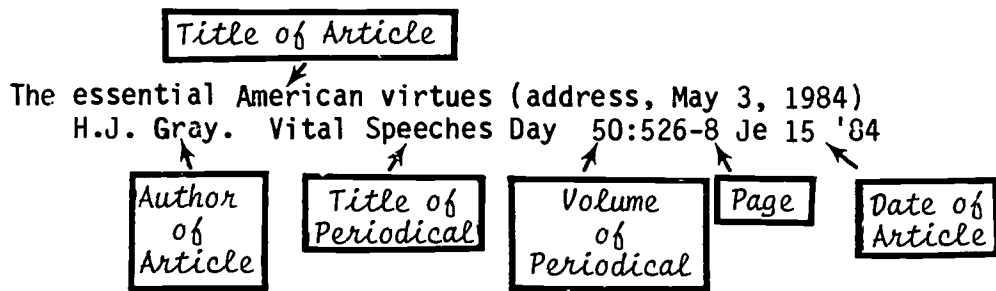 Title of Article
The essential American virtues (address, May 3, 1984)
H.J. Gray. Vital Speeches Day 50:526-8 Je 15 '84
Author
of
Article
Title of
Periodical
Volume
of
Periodical
Page
Date of
Article